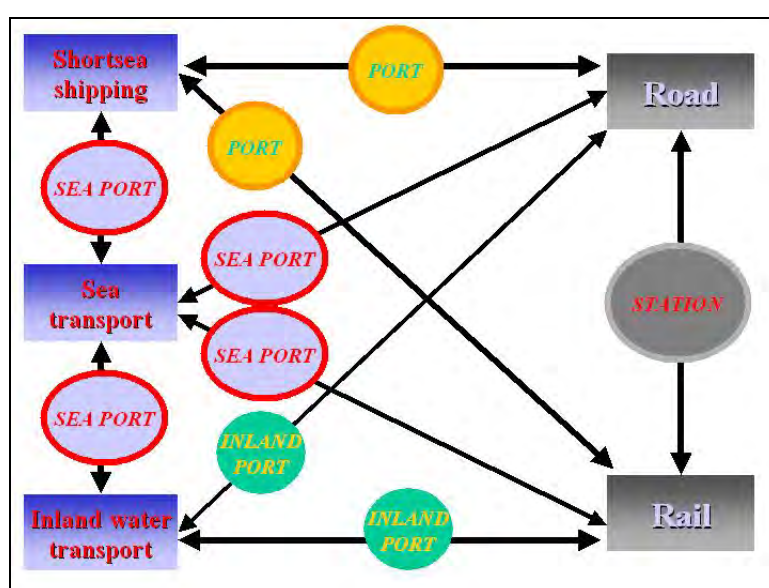 Shortsea
shipping
PORT
Road
PORT
SEA PORT
SEA PORT
Sea
transport
STATION
SEA PORT
SEA PORT
INLAND
PORT
Inland water
transport
INLAND
PORT
Rail